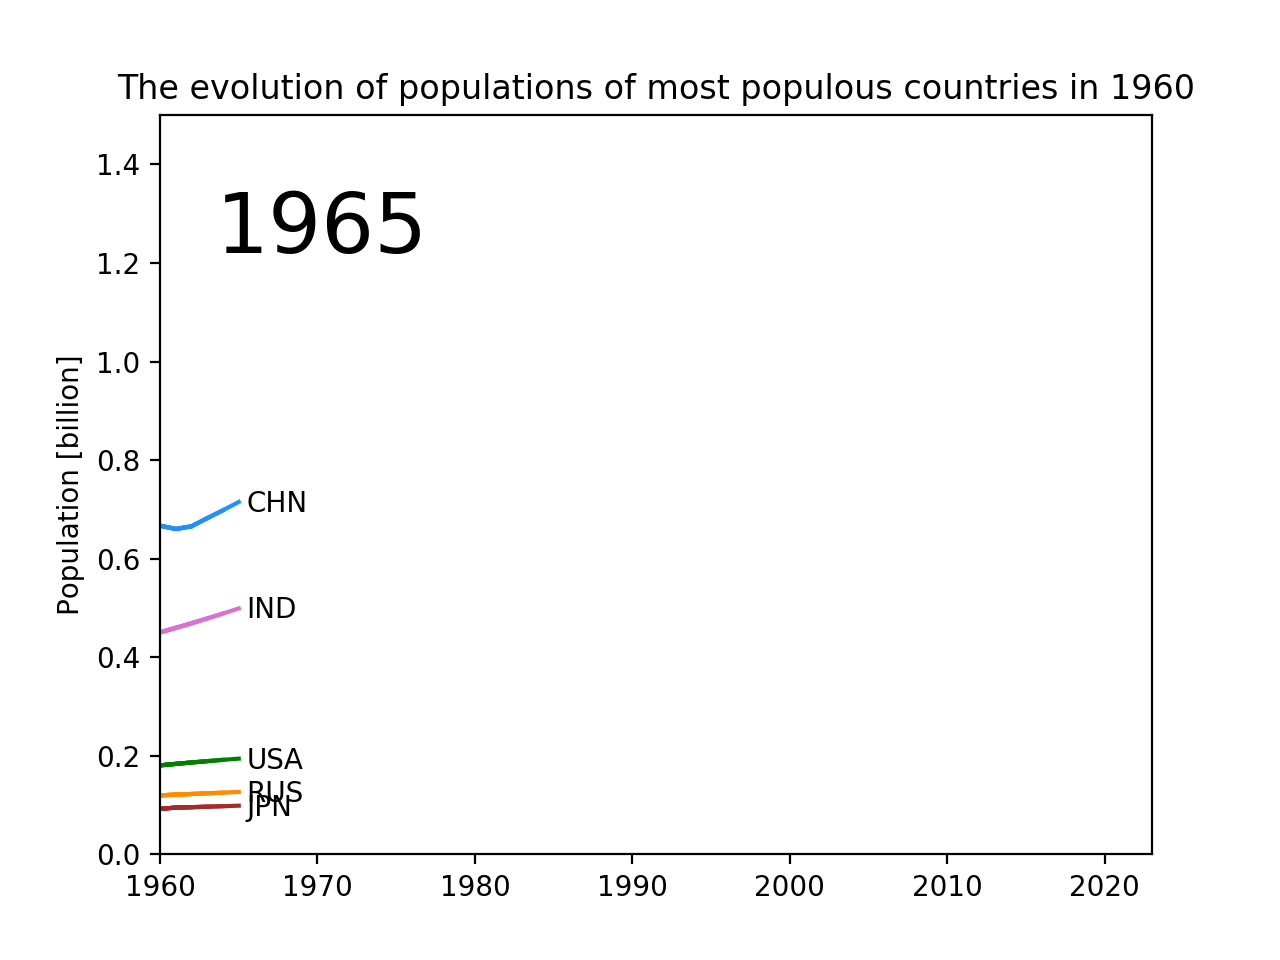 The evolution of populations of most populous countries in 1960
1965
1.4
1.2
1.0
0.8
0.6
0.4
0.2
0.0
Population [billion]
CHN
IND
USA
RUS
JPN
1960 1970 1980 1990 2000 2010 2020